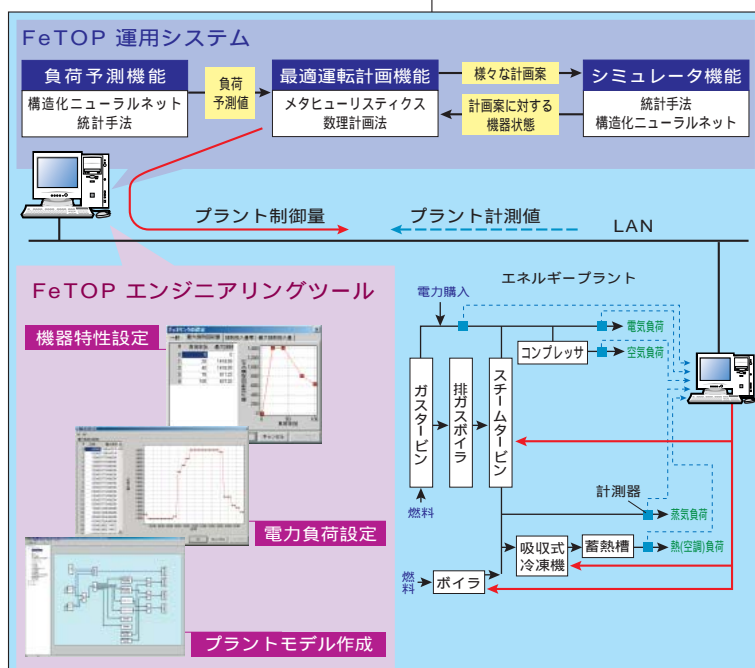 FeTOP 運用システム
負荷予測機能
構造化ニューラルネット
統計手法
負荷
予測値
最適運転計画機能
メタヒューリスティクス
数理計画法
様々な計画案
計画案に対する
機器状態
シミュレータ機能
統計手法
構造化ニューラルネット
プラント制御量
プラント計測値
LAN
FeTOP エンジニアリングツール
機器特性設定
電力負荷設定
プラントモデル作成
エネルギープラント
電力購入
電気負荷
コンプレッサ
空気負荷
ガスタービン
排ガスボイラ
スチームタービン
燃料
計測器
蒸気負荷
吸収式
冷凍機
蓄熱槽
熱(空調)負荷
燃
料
ボイラ